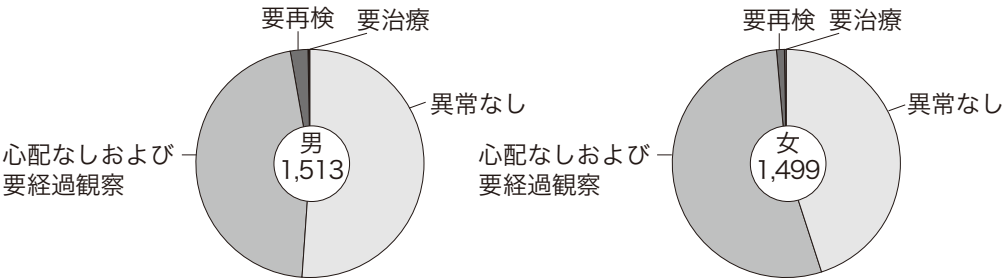 要再検
要治療
異常なし
心配なしおよび
要経過観察
男
1,513
要再検
要治療
異常なし
心配なしおよび
要経過観察
女
1,499